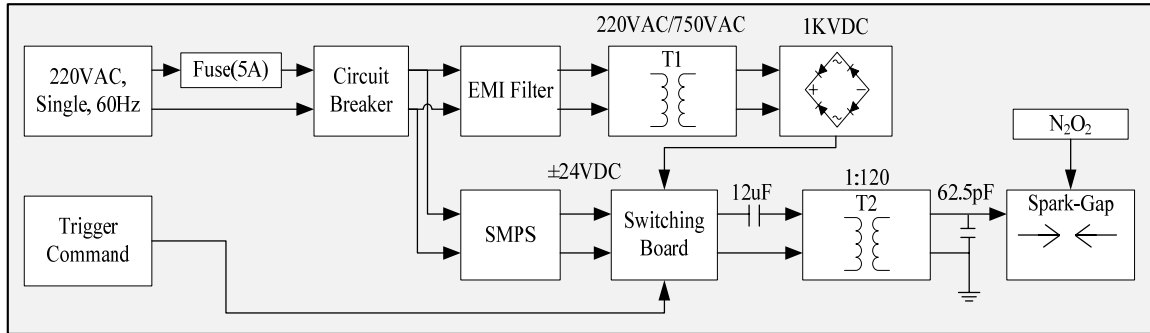 220VAC/750VAC
1KVDC
220VAC,
Single, 60Hz
Fuse(5A)
Circuit
Breaker
EMI Filter
T1
+
~
−
~
N₂O₂
±24VDC
12uF
1:120
62.5pF
Trigger
Command
SMPS
Switching
Board
T2
Spark-Gap